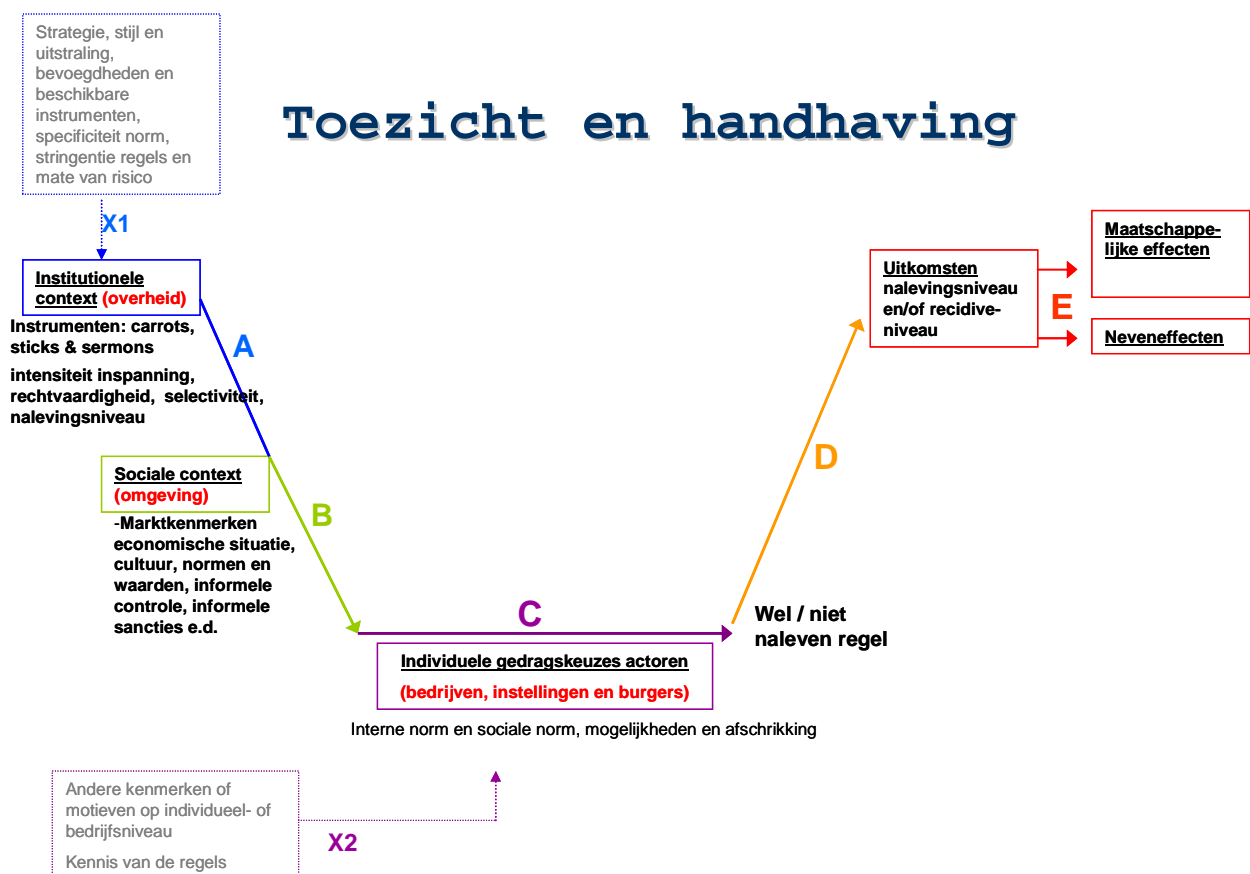 Strategie, stijl en
uitstraling,
bevoegdheden en
beschikbare
instrumenten,
specificiteit norm,
stringentie regels en
mate van risico
Toezicht en handhaving
X1
Institutionele
context (overheid)
Instrumenten: carrots,
sticks & sermons
intensiteit inspanning,
rechtvaardigheid, selectiviteit,
nalevingsniveau
A
Sociale context
(omgeving)
-Marktkenmerken
economische situatie,
cultuur, normen en
waarden, informele
controle, informele
sancties e.d.
B
C
Individuele gedragskeuzes actoren
(bedrijven, instellingen en burgers)
Interne norm en sociale norm, mogelijkheden en afschrikking
Wel / niet
naleven regel
D
Uitkomsten
nalevingsniveau
en/of recidive-
niveau
E
Maatschappe-
lijke effecten
Neveneffecten
Andere kenmerken of
motieven op individueel- of
bedrijfsniveau
Kennis van de regels
X2